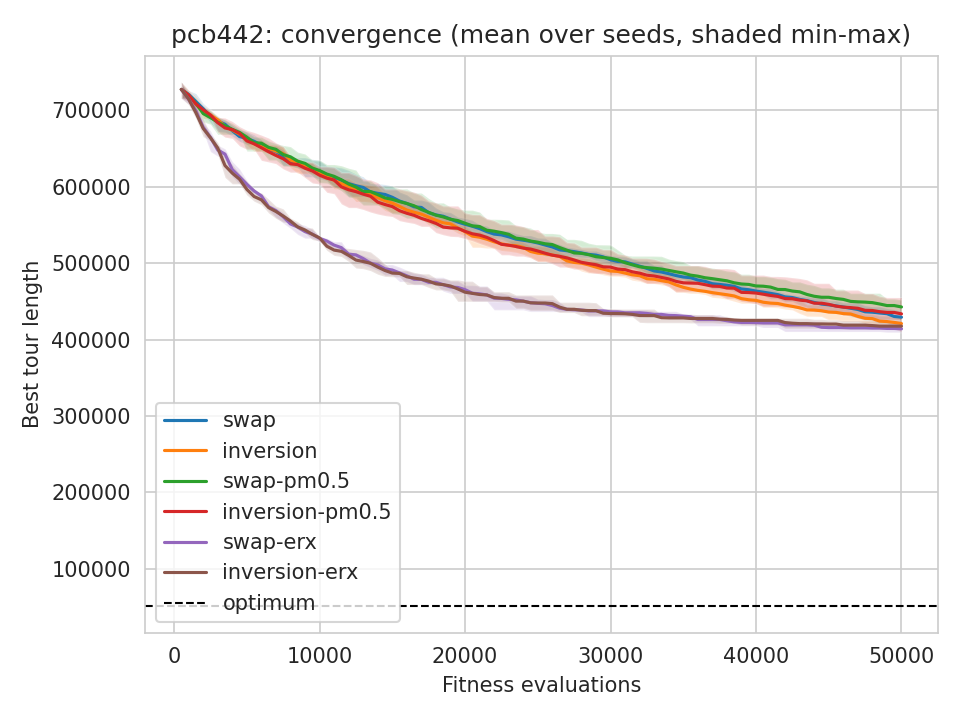 pcb442: convergence (mean over seeds, shaded min-max)
Best tour length
700000
600000
500000
400000
300000
200000
100000
swap
inversion
swap-pm0.5
inversion-pm0.5
swap-erx
inversion-erx
optimum
0
10000
20000
30000
40000
50000
Fitness evaluations